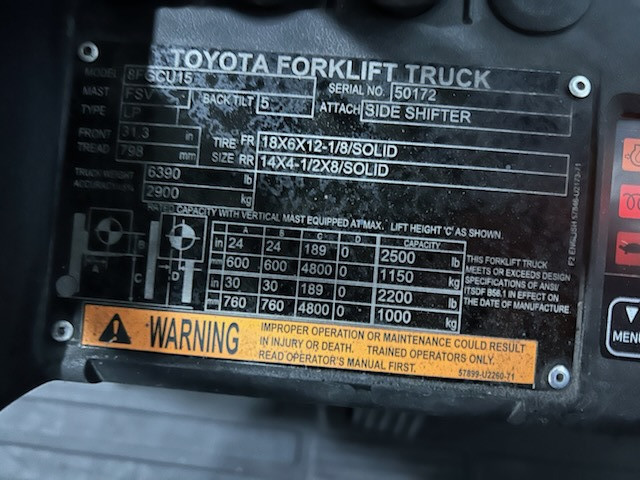 TOYOTA FORKLIFT TRUCK
MODEL 8FGCU15 SERIAL NO. 50172
MAST FSV BACK TILT 5 ATTACH SIDE SHIFTER
TYPE LP
FRONT 31.3 in TIRE FR 18X6X12-1/8/SOLID
TREAD 798 mm SIZE RR 14X4-1/2X8/SOLID
TRUCK WEIGHT 6390 lb
2900 kg
RATED CAPACITY WITH VERTICAL MAST EQUIPPED AT MAX. LIFT HEIGHT 'C' AS SHOWN.
A B C D CAPACITY
in 24 24 189 0 2500 lb
mm 600 600 4800 0 1150 kg
in 30 30 189 0 2200 lb
mm 760 760 4800 0 1000 kg
B
A C D
THIS FORKLIFT TRUCK
MEETS OR EXCEEDS DESIGN
SPECIFICATIONS OF ANSI/
ITSDF B56.1 IN EFFECT ON
THE DATE OF MANUFACTURE.
WARNING
IMPROPER OPERATION OR MAINTENANCE COULD RESULT
IN INJURY OR DEATH. TRAINED OPERATORS ONLY.
READ OPERATOR'S MANUAL FIRST.
57899-U2260-71
MENU